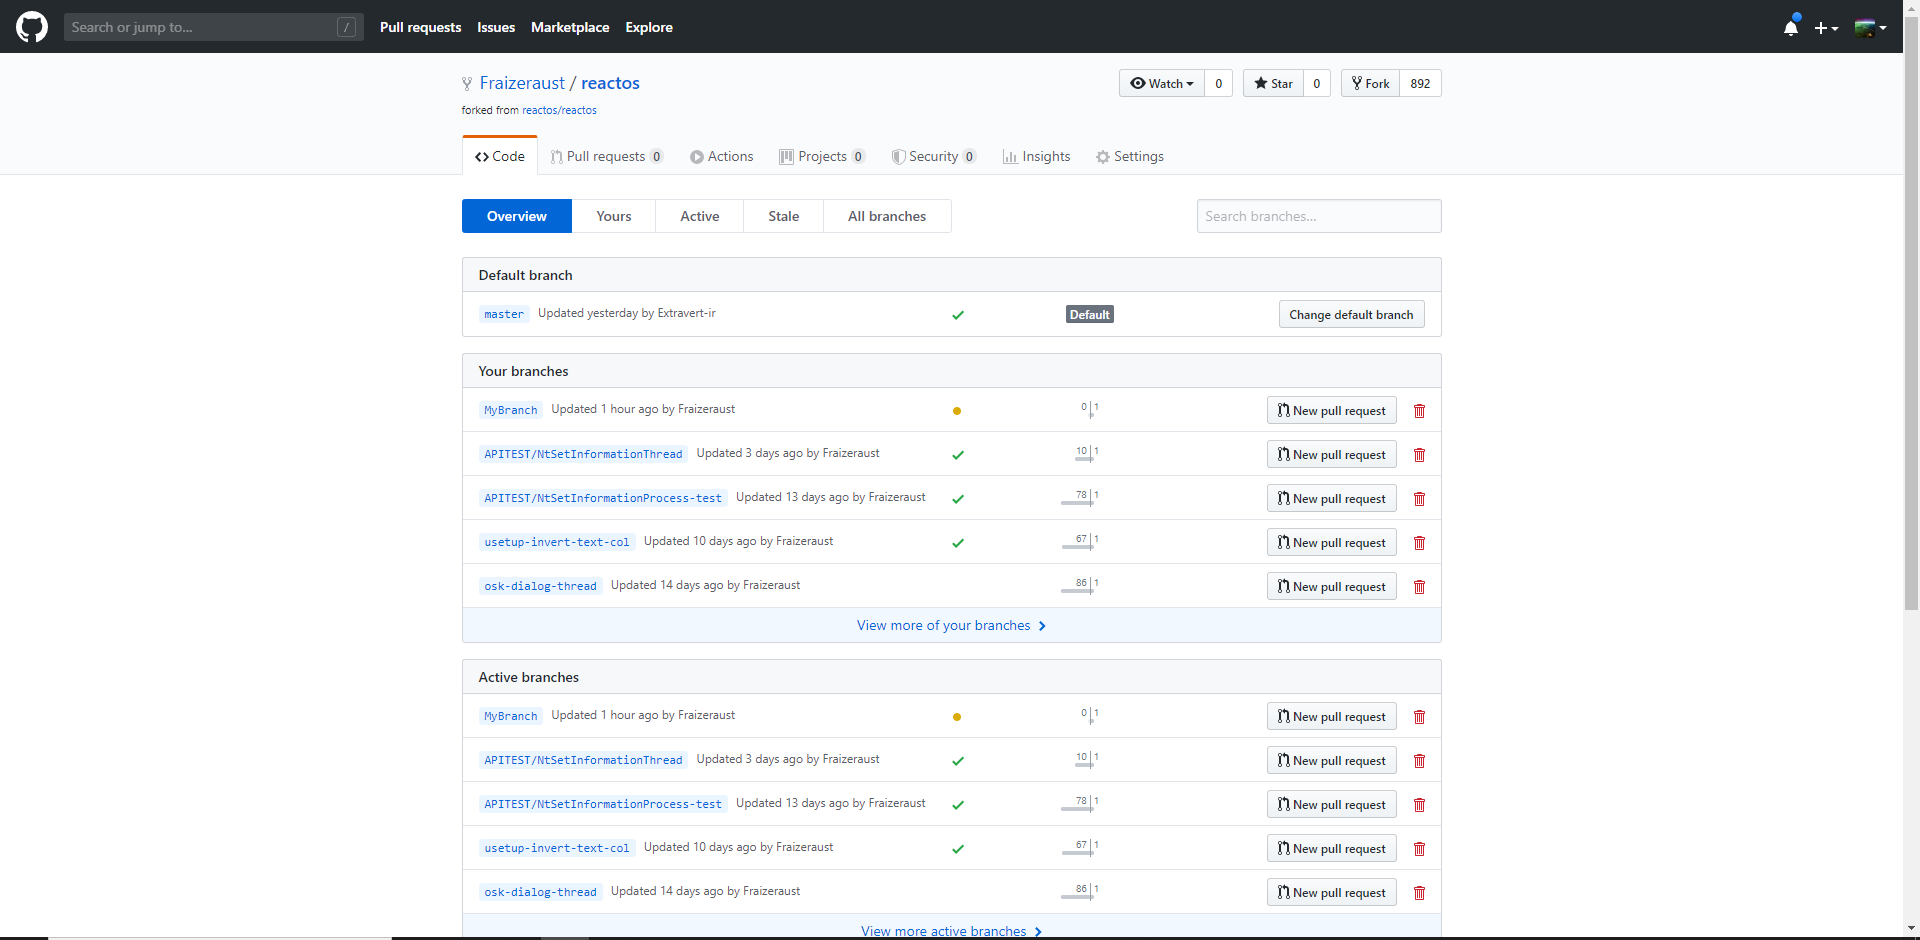 Search or jump to... / Pull requests Issues Marketplace Explore
Fraizeraust / reactos Watch 0 Star 0 Fork 892
forked from reactos/reactos
Code Pull requests 0 Actions Projects 0 Security 0 Insights Settings
Overview Yours Active Stale All branches Search branches...
Default branch
master Updated yesterday by Extravert-ir Default Change default branch
Your branches
MyBranch Updated 1 hour ago by Fraizeraust 0 1 New pull request
APITEST/NtSetInformationThread Updated 3 days ago by Fraizeraust 10 1 New pull request
APITEST/NtSetInformationProcess-test Updated 13 days ago by Fraizeraust 78 1 New pull request
usetup-invert-text-col Updated 10 days ago by Fraizeraust 67 1 New pull request
osk-dialog-thread Updated 14 days ago by Fraizeraust 86 1 New pull request
View more of your branches
Active branches
MyBranch Updated 1 hour ago by Fraizeraust 0 1 New pull request
APITEST/NtSetInformationThread Updated 3 days ago by Fraizeraust 10 1 New pull request
APITEST/NtSetInformationProcess-test Updated 13 days ago by Fraizeraust 78 1 New pull request
usetup-invert-text-col Updated 10 days ago by Fraizeraust 67 1 New pull request
osk-dialog-thread Updated 14 days ago by Fraizeraust 86 1 New pull request
View more active branches